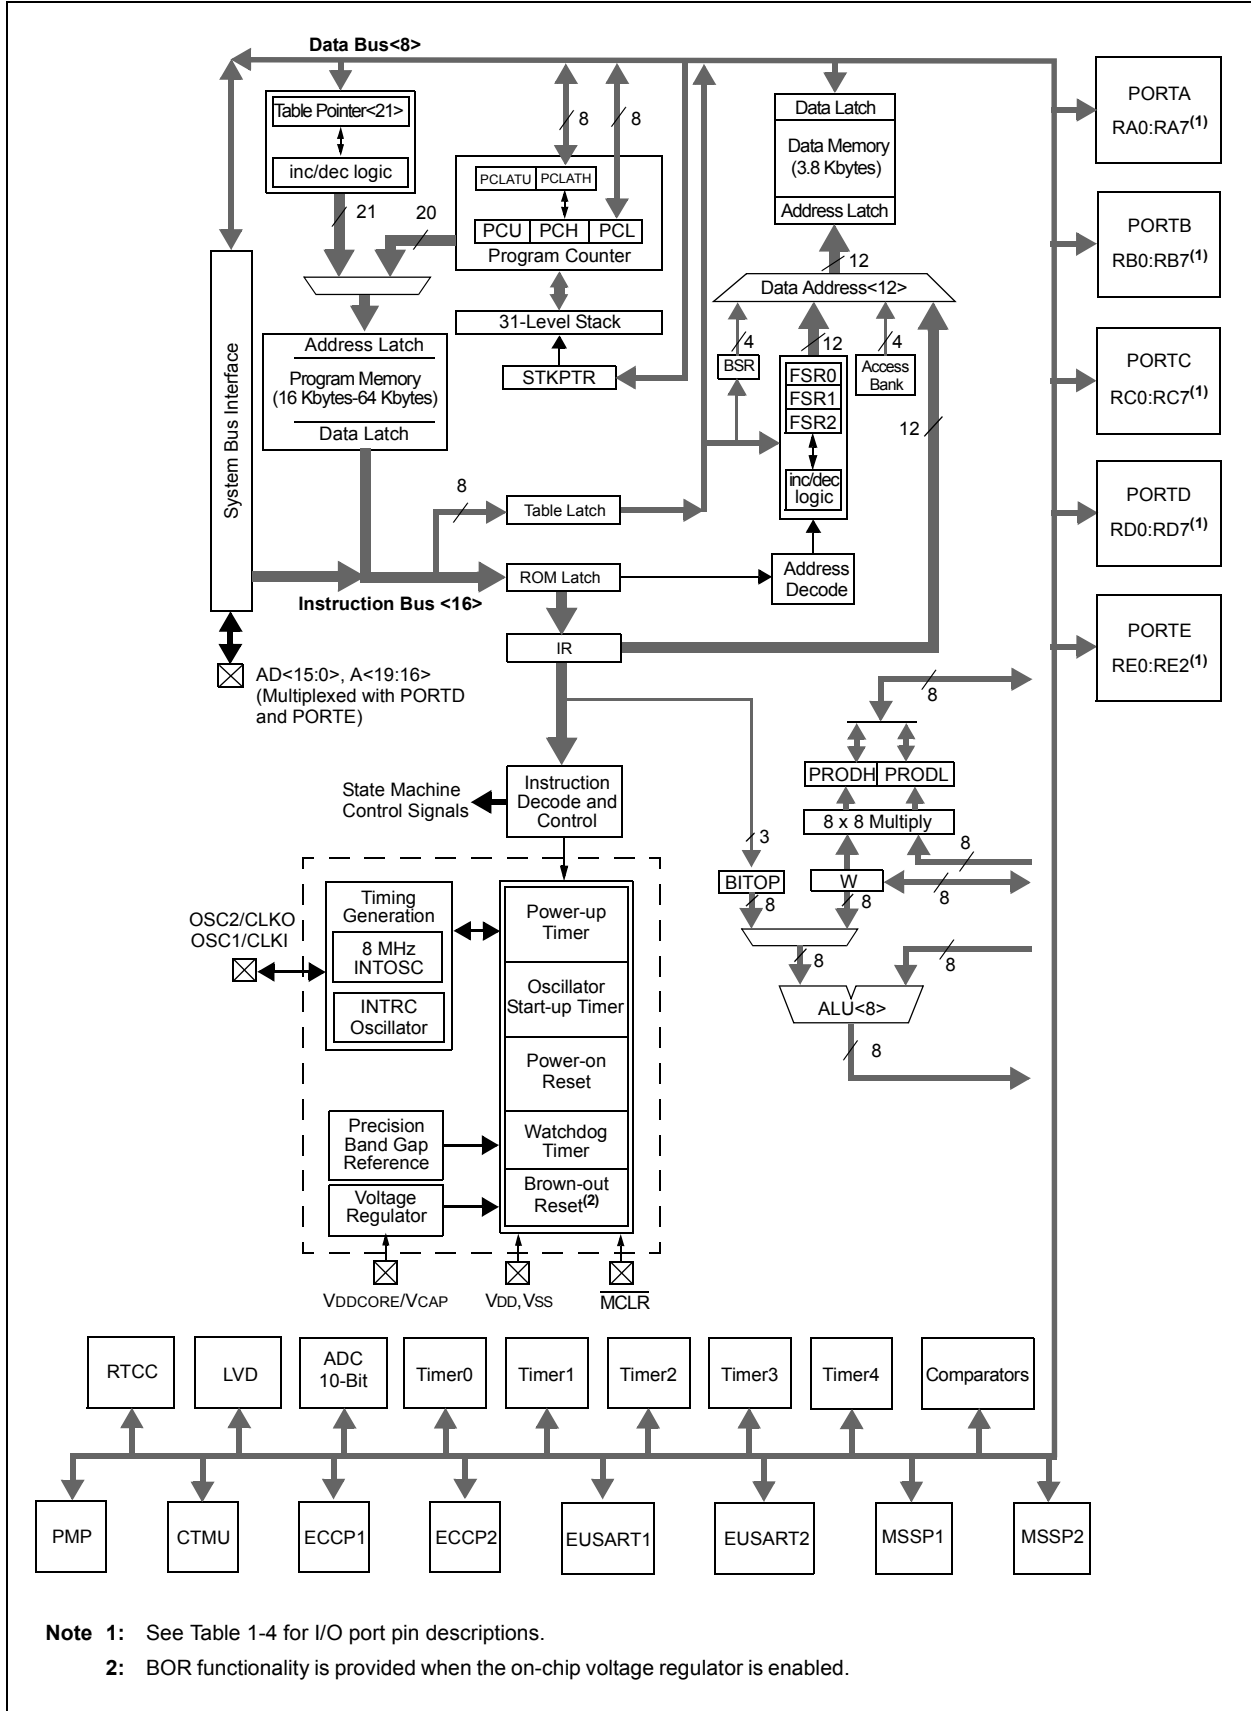 Data Bus<8>
Table Pointer<21>
inc/dec logic
21
20
8
8
PCLATU
PCLATH
PCU
PCH
PCL
Program Counter
31-Level Stack
STKPTR
Data Latch
Data Memory
(3.8 Kbytes)
Address Latch
12
Data Address<12>
4
12
4
BSR
FSR0
FSR1
FSR2
inc/dec
logic
Access
Bank
12
PORTA
RA0:RA7(1)
PORTB
RB0:RB7(1)
PORTC
RC0:RC7(1)
PORTD
RD0:RD7(1)
PORTE
RE0:RE2(1)
System Bus Interface
Address Latch
Program Memory
(16 Kbytes-64 Kbytes)
Data Latch
8
Table Latch
ROM Latch
Instruction Bus <16>
Address
Decode
IR
AD<15:0>, A<19:16>
(Multiplexed with PORTD
and PORTE)
8
PRODH
PRODL
8 x 8 Multiply
State Machine
Control Signals
Instruction
Decode and
Control
3
8
BITOP
W
8
8
8
8
8
ALU<8>
8
Timing
Generation
OSC2/CLKO
OSC1/CLKI
8 MHz
INTOSC
INTRC
Oscillator
Power-up
Timer
Oscillator
Start-up Timer
Power-on
Reset
Watchdog
Timer
Brown-out
Reset(2)
Precision
Band Gap
Reference
Voltage
Regulator
VDDCORE/VCAP
VDD, VSS
MCLR
RTCC
LVD
ADC
10-Bit
Timer0
Timer1
Timer2
Timer3
Timer4
Comparators
PMP
CTMU
ECCP1
ECCP2
EUSART1
EUSART2
MSSP1
MSSP2
Note 1: See Table 1-4 for I/O port pin descriptions.
2: BOR functionality is provided when the on-chip voltage regulator is enabled.